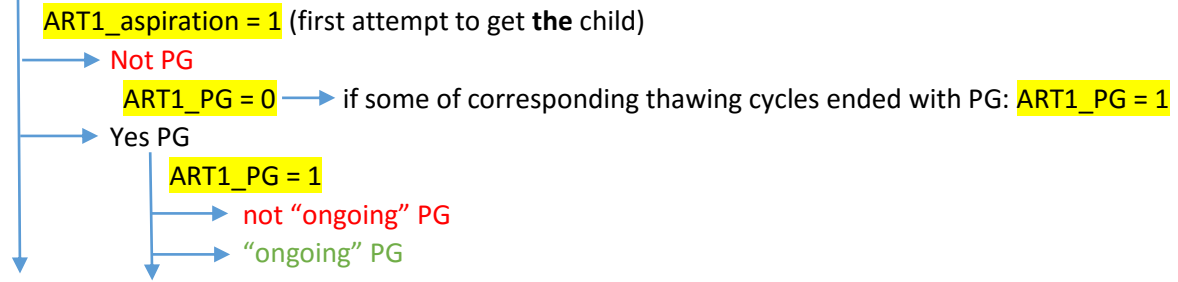 ART1_aspiration = 1 (first attempt to get the child)
Not PG
ART1_PG = 0 if some of corresponding thawing cycles ended with PG: ART1_PG = 1
Yes PG
ART1_PG = 1
not “ongoing” PG
“ongoing” PG